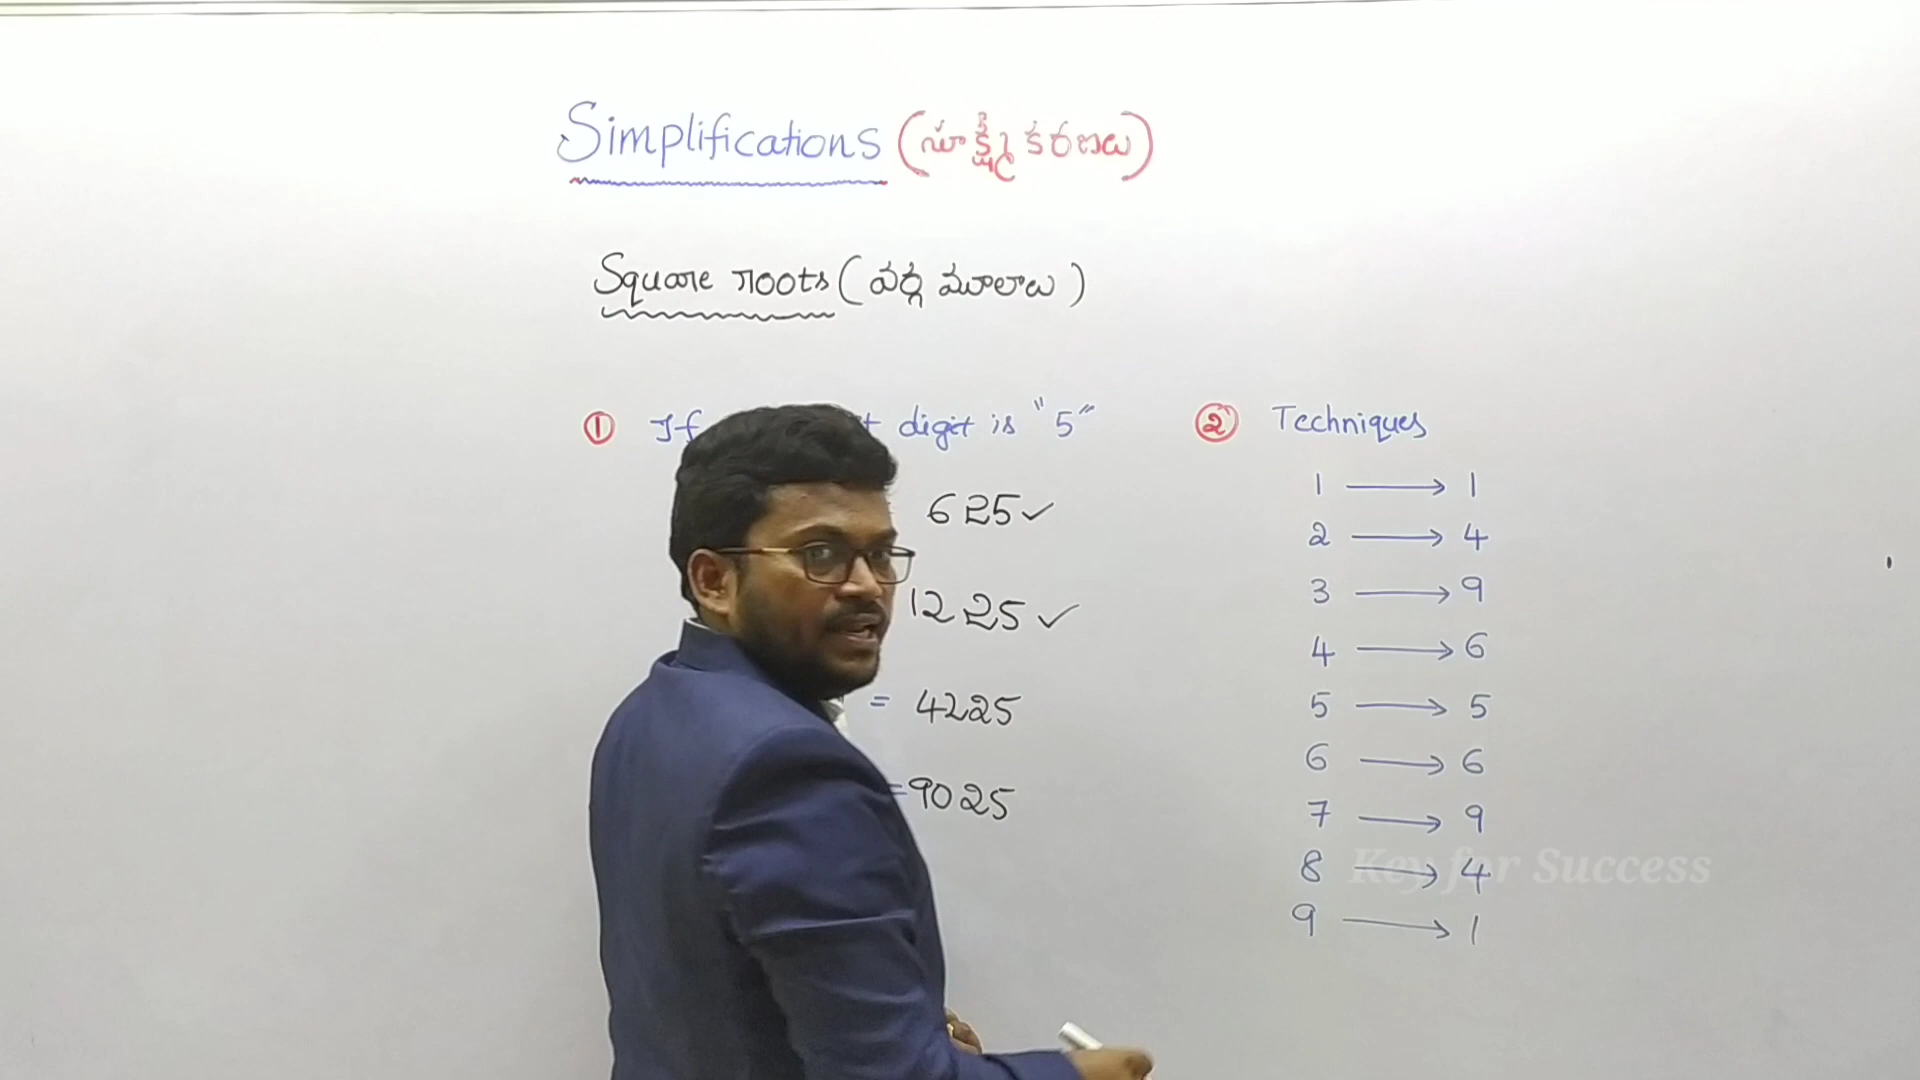 Simplifications (సూక్ష్మీకరణలు)
Square roots (వర్గ మూలాలు)
① If digit is "5"
625 ✓
1225 ✓
= 4225
= 9025
② Techniques
1 → 1
2 → 4
3 → 9
4 → 6
5 → 5
6 → 6
7 → 9
8 → 4
9 → 1
Key for Success